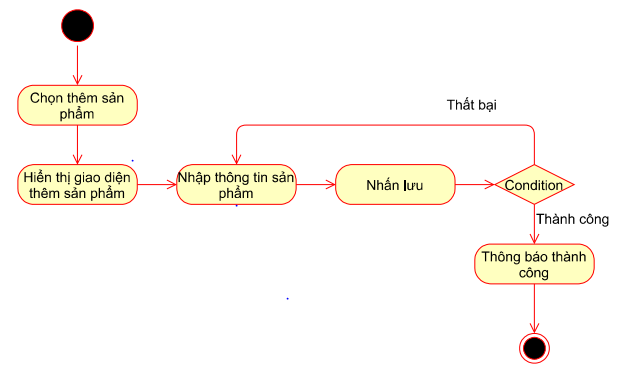 Chọn thêm sản
phẩm
Hiển thị giao diện
thêm sản phẩm
Nhập thông tin sản
phẩm
Nhấn lưu
Condition
Thất bại
Thành công
Thông báo thành
công